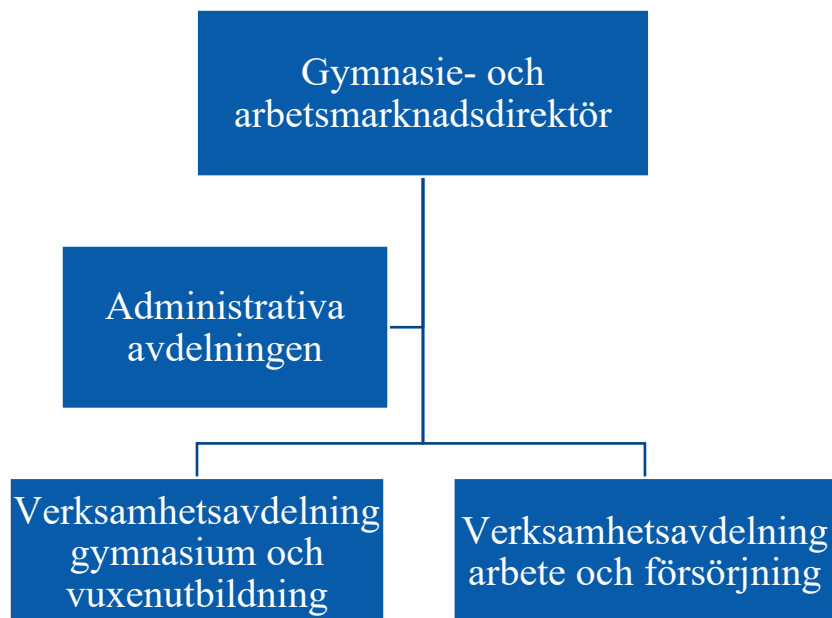 Gymnasie- och
arbetsmarknadsdirektör
Administrativa
avdelningen
Verksamhetsavdelning
gymnasium och
vuxenutbildning
Verksamhetsavdelning
arbete och försörjning